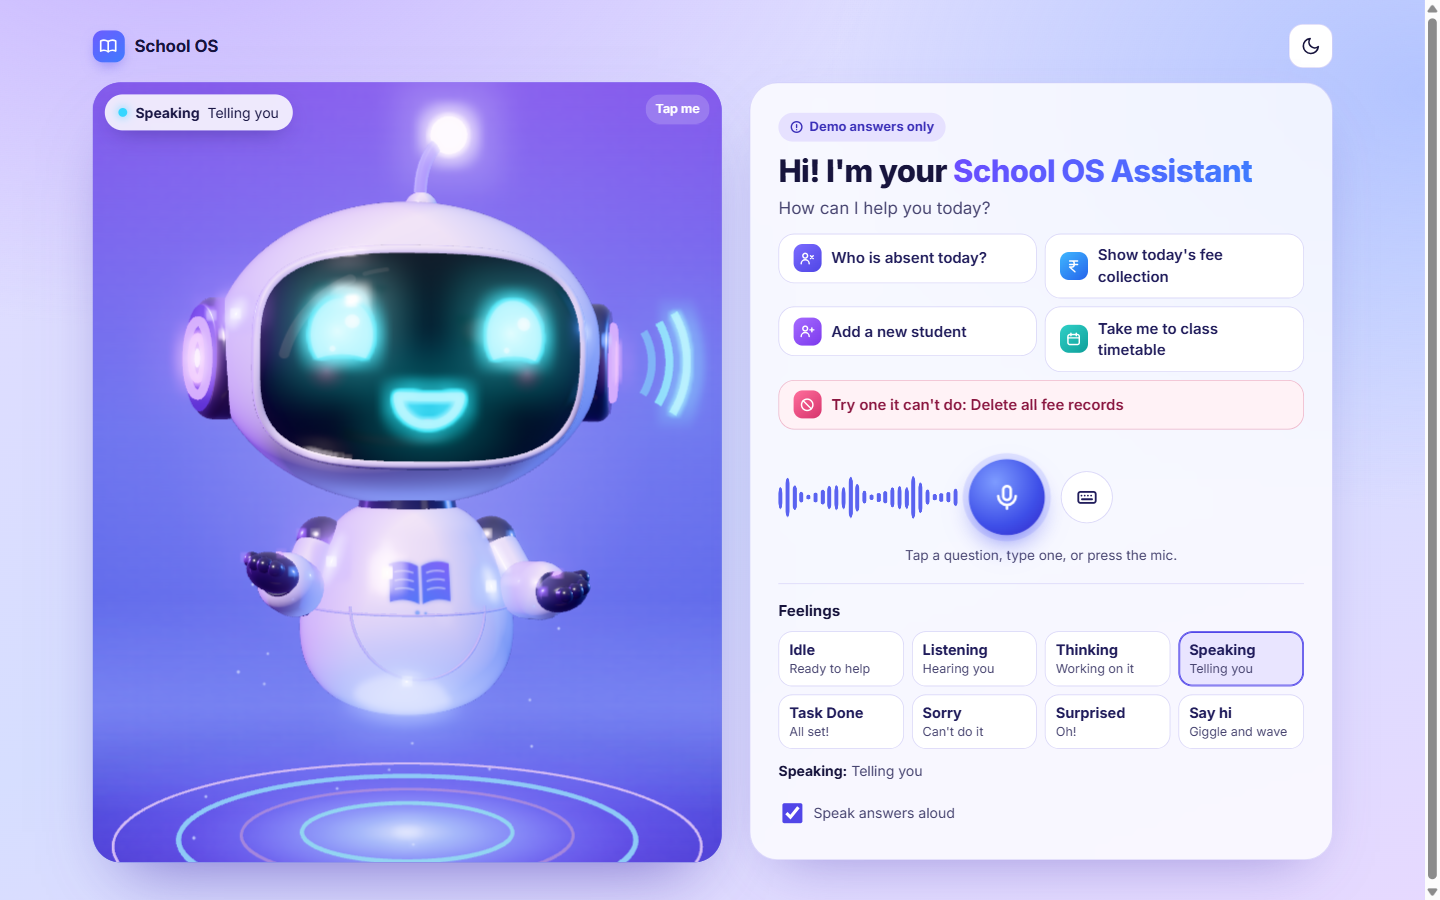 School OS
Speaking Telling you
Tap me
Demo answers only
Hi! I'm your School OS Assistant
How can I help you today?
Who is absent today?
Show today's fee
collection
Add a new student
Take me to class
timetable
Try one it can't do: Delete all fee records
Tap a question, type one, or press the mic.
Feelings
Idle
Ready to help
Listening
Hearing you
Thinking
Working on it
Speaking
Telling you
Task Done
All set!
Sorry
Can't do it
Surprised
Oh!
Say hi
Giggle and wave
Speaking: Telling you
Speak answers aloud